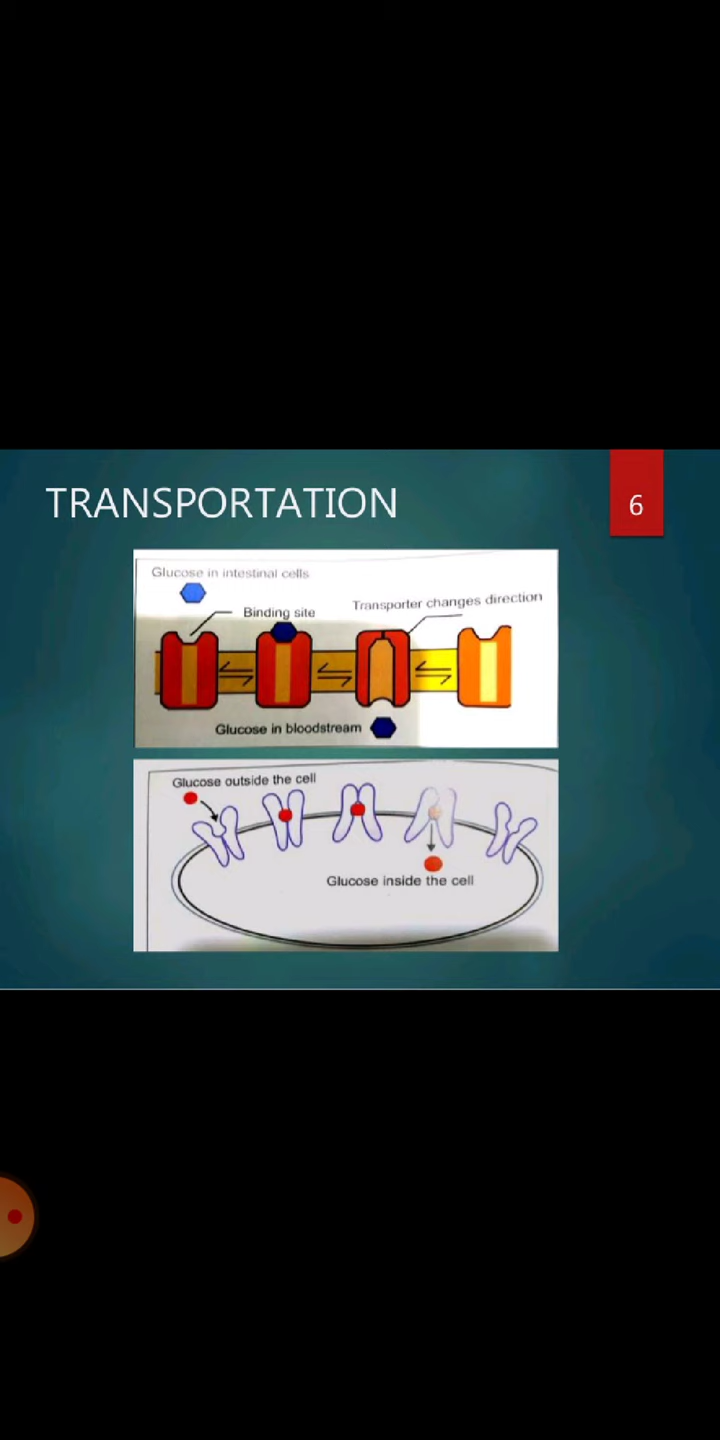 TRANSPORTATION
6
Glucose in intestinal cells
Binding site
Transporter changes direction
Glucose in bloodstream
Glucose outside the cell
Glucose inside the cell